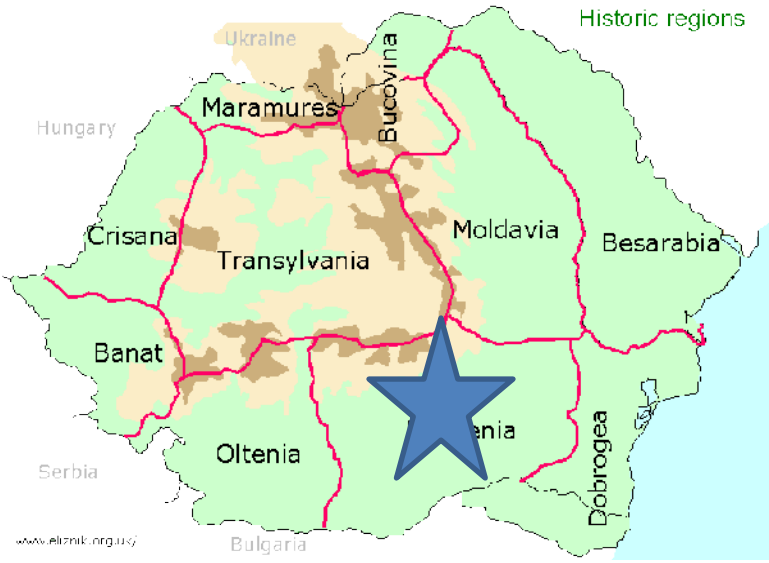 Historic regions
Ukraine
Bucovina
Maramures
Hungary
Moldavia
Crisana
Besarabia
Transylvania
Banat
enia
Oltenia
Dobrogea
Serbia
www.eliznik.org.uk/
Bulgaria